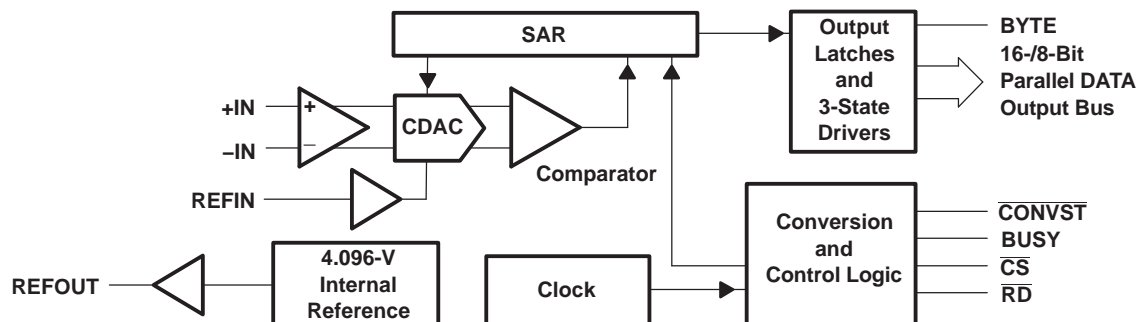 SAR
Output
Latches
and
3-State
Drivers
BYTE
16-/8-Bit
Parallel DATA
Output Bus
+IN
–IN
+
–
CDAC
Comparator
REFIN
REFOUT
4.096-V
Internal
Reference
Clock
Conversion
and
Control Logic
CONVST
BUSY
CS
RD